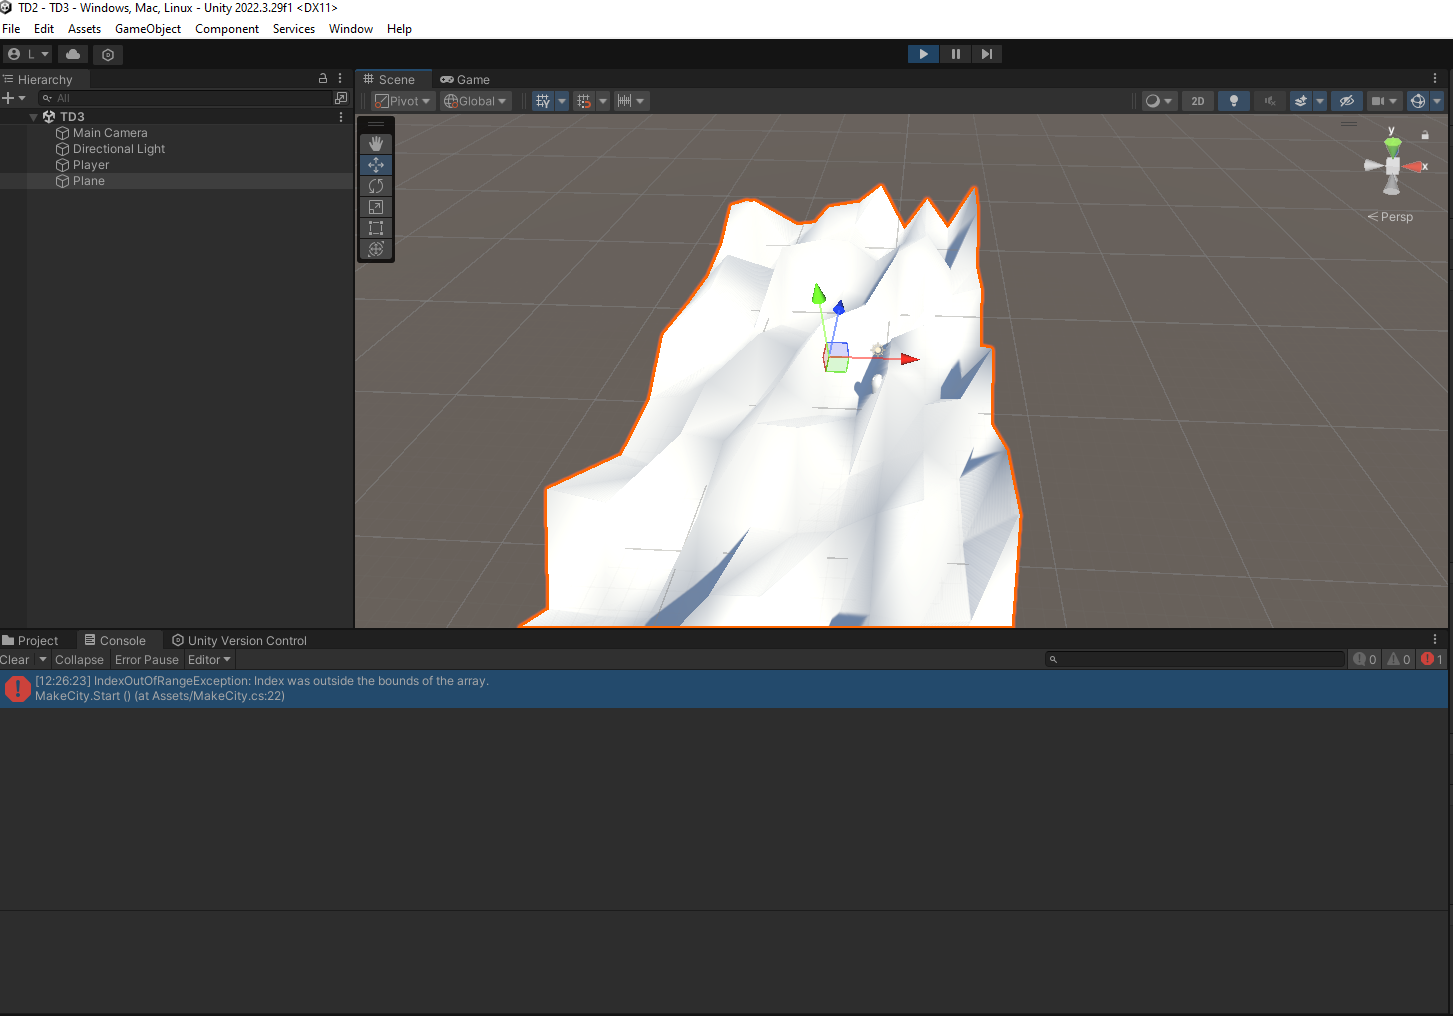 TD2 - TD3 - Windows, Mac, Linux - Unity 2022.3.29f1 <DX11>
File Edit Assets GameObject Component Services Window Help
L
Hierarchy
Scene
Game
All
Pivot
Global
2D
TD3
Main Camera
Directional Light
Player
Plane
y
x
Persp
Project
Console
Unity Version Control
Clear
Collapse
Error Pause
Editor
0
0
1
[12:26:23] IndexOutOfRangeException: Index was outside the bounds of the array.
MakeCity.Start () (at Assets/MakeCity.cs:22)